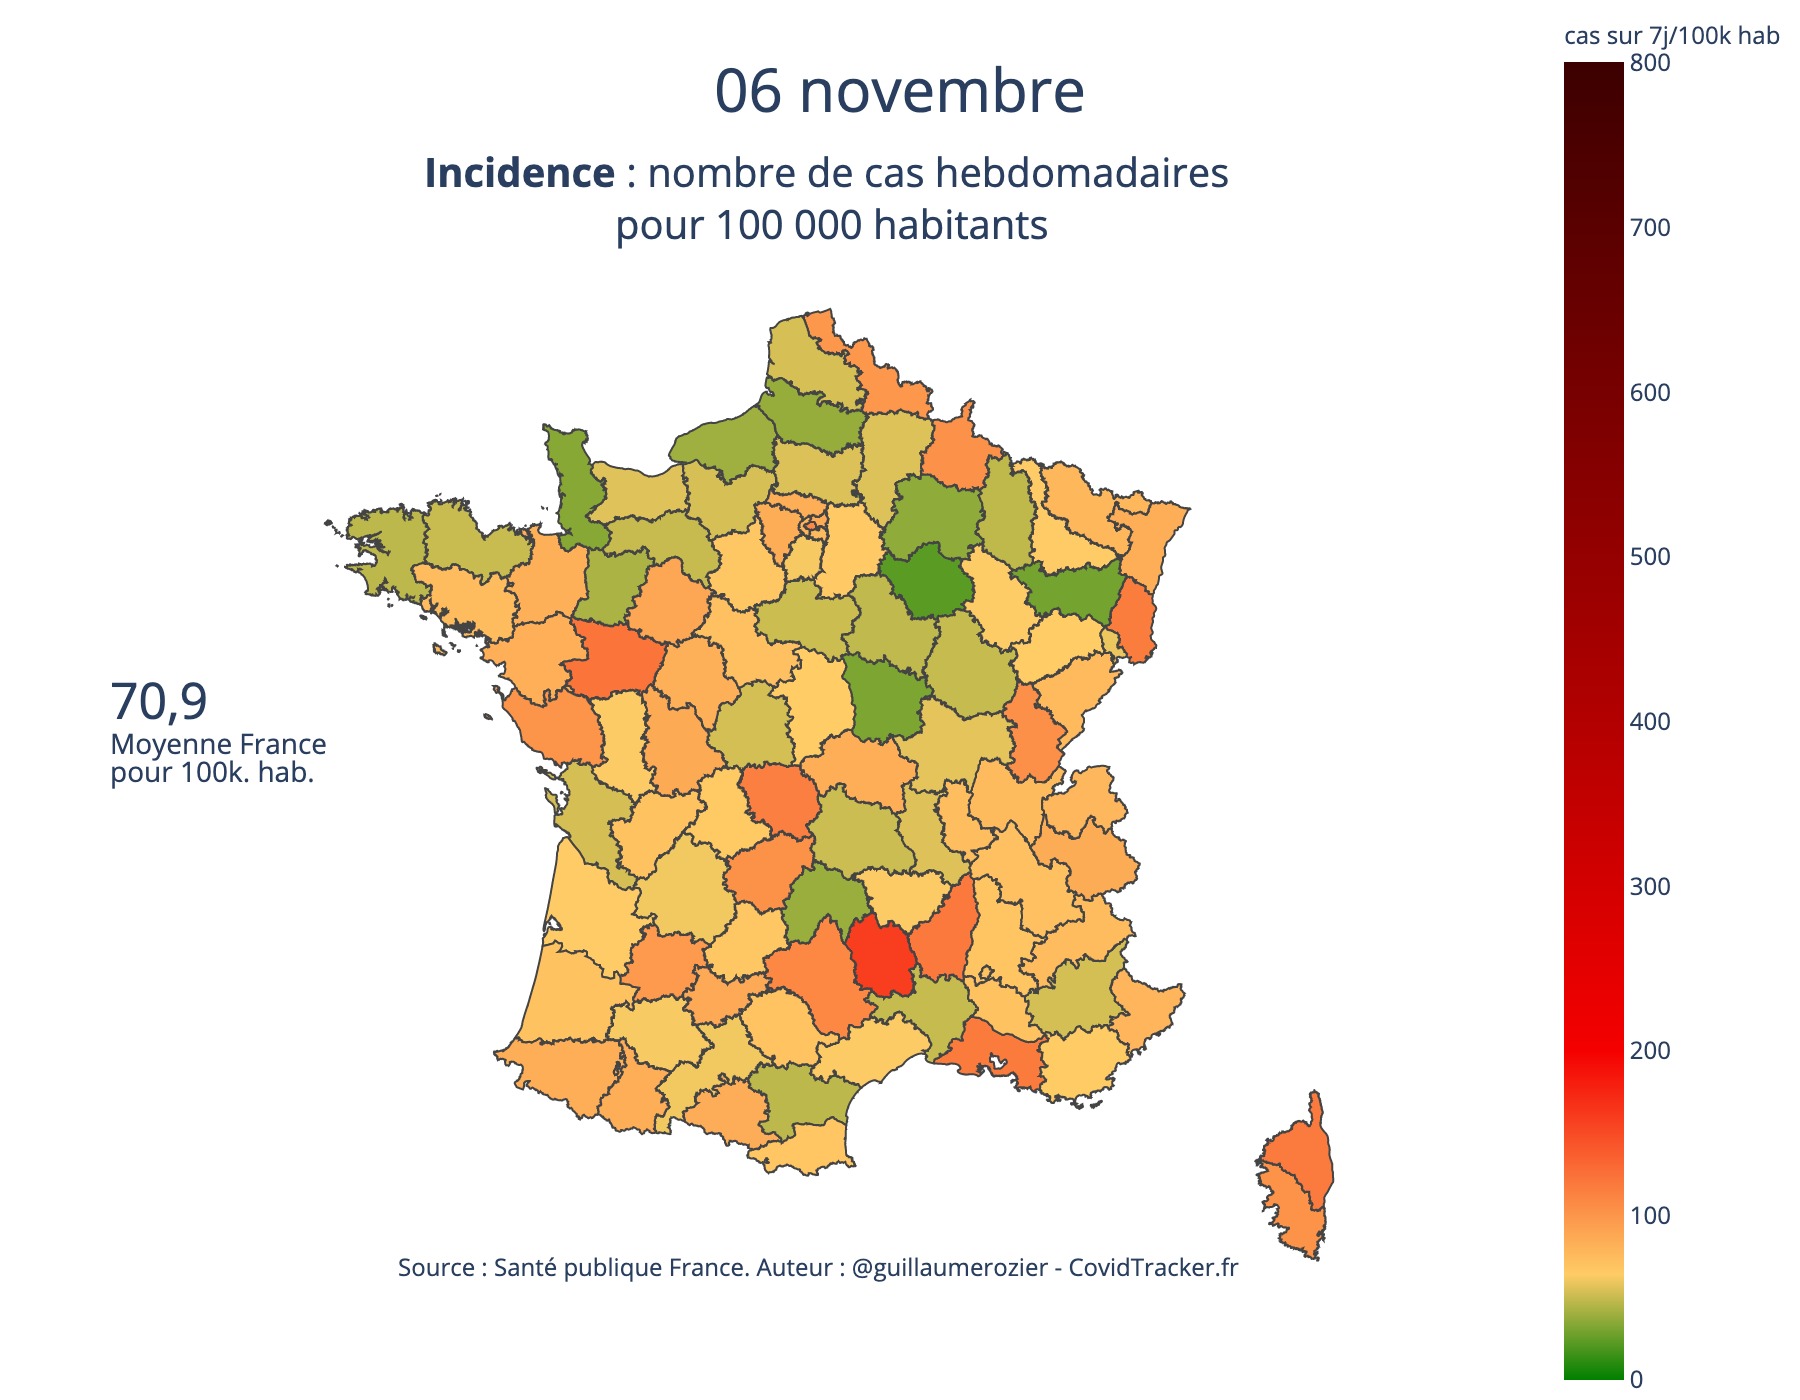 cas sur 7j/100k hab
06 novembre
Incidence : nombre de cas hebdomadaires
pour 100 000 habitants
70,9
Moyenne France
pour 100k. hab.
800
700
600
500
400
300
200
100
0
Source : Santé publique France. Auteur : @guillaumerozier - CovidTracker.fr